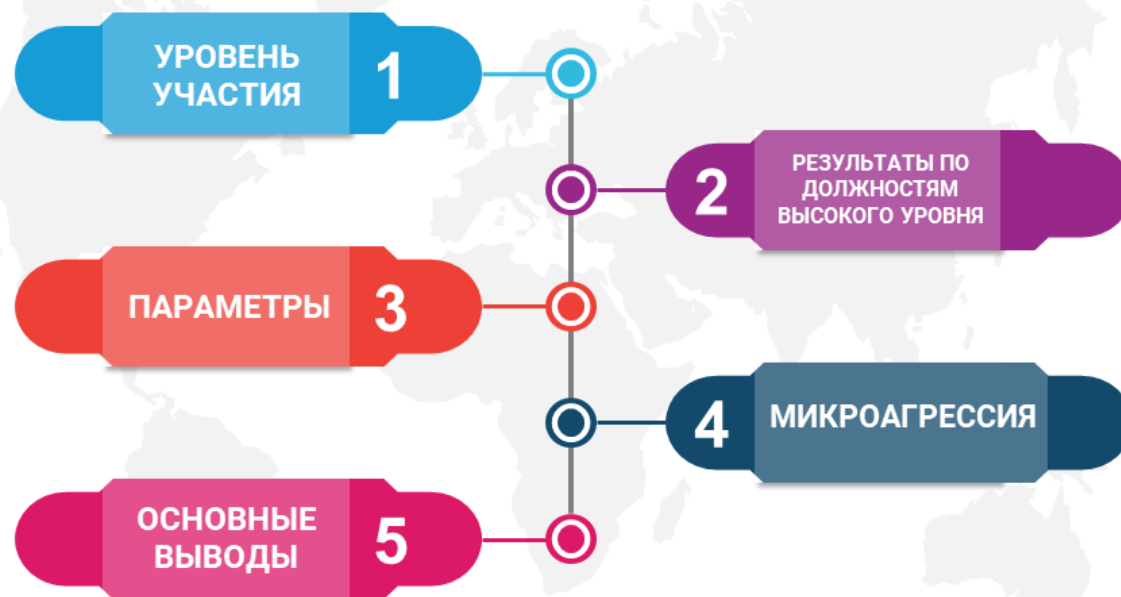 УРОВЕНЬ
УЧАСТИЯ
1
2
РЕЗУЛЬТАТЫ ПО
ДОЛЖНОСТЯМ
ВЫСОКОГО УРОВНЯ
ПАРАМЕТРЫ
3
4
МИКРОАГРЕССИЯ
ОСНОВНЫЕ
ВЫВОДЫ
5